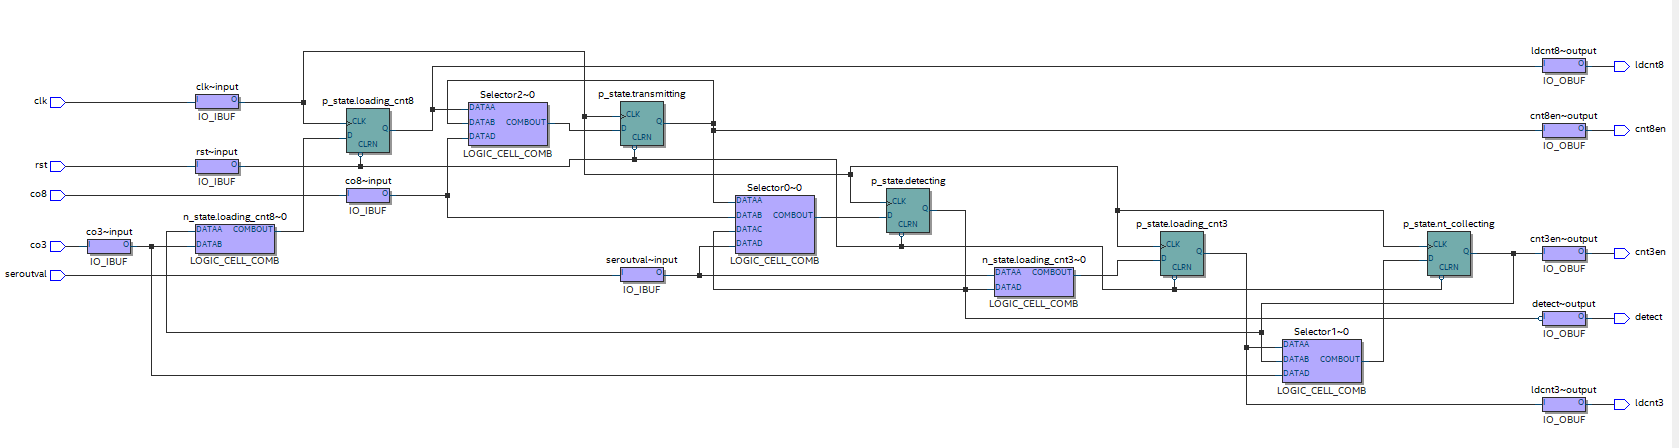 ldcnt8~output
I O
ldcnt8
IO_OBUF
clk~input
clk
I O
IO_IBUF
p_state.loading_cnt8
CLK
D
Q
CLRN
Selector2~0
DATAA
DATAB
DATAD
COMBOUT
LOGIC_CELL_COMB
p_state.transmitting
CLK
D
Q
CLRN
cnt8en~output
I O
cnt8en
IO_OBUF
rst~input
rst
I O
IO_IBUF
co8~input
co8
I O
IO_IBUF
Selector0~0
DATAA
DATAB
DATAC
DATAD
COMBOUT
LOGIC_CELL_COMB
p_state.detecting
CLK
D
Q
CLRN
n_state.loading_cnt8~0
DATAA
DATAB
COMBOUT
LOGIC_CELL_COMB
co3~input
co3
I O
IO_IBUF
p_state.loading_cnt3
CLK
D
Q
CLRN
p_state.nt_collecting
CLK
D
Q
CLRN
cnt3en~output
I O
cnt3en
IO_OBUF
seroutval
seroutval~input
I O
IO_IBUF
n_state.loading_cnt3~0
DATAA
DATAD
COMBOUT
LOGIC_CELL_COMB
detect~output
I O
detect
IO_OBUF
Selector1~0
DATAA
DATAB
DATAD
COMBOUT
LOGIC_CELL_COMB
ldcnt3~output
I O
ldcnt3
IO_OBUF